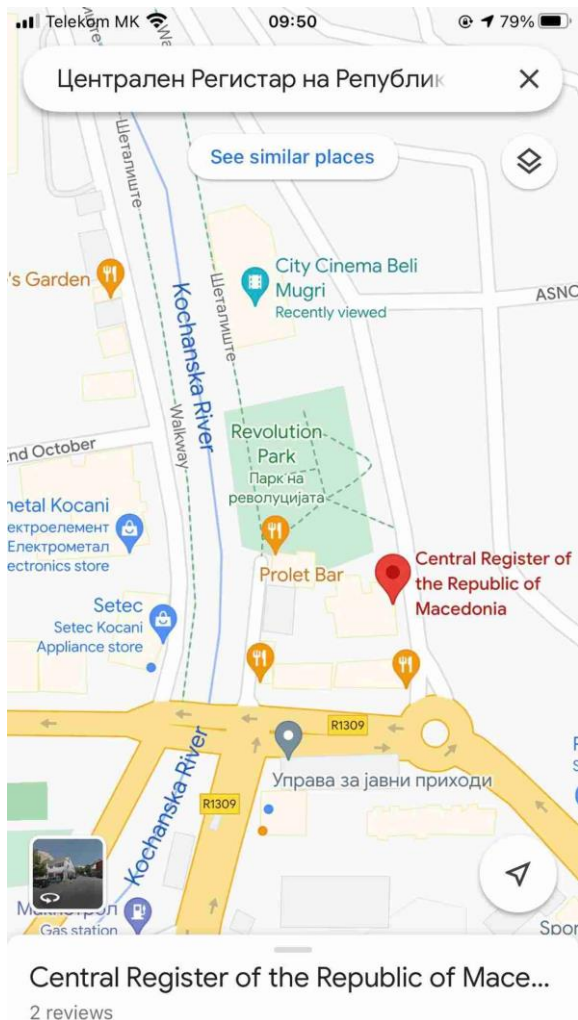 Telekom MK
09:50
79%
Централен Регистар на Републик
See similar places
Шеталиште
Шеталиште
's Garden
City Cinema Beli
Mugri
Recently viewed
ASNO
Kochanska River
Walkway
Revolution
Park
Парк на
револуцијата
nd October
metal Kocani
ектроелемент
Електрометал
ectronics store
Prolet Bar
Central Register of
the Republic of
Macedonia
Setec
Setec Kocani
Appliance store
R1309
Управа за јавни приходи
R1309
Kochanska River
Gas station
Spor
Central Register of the Republic of Mace...
2 reviews